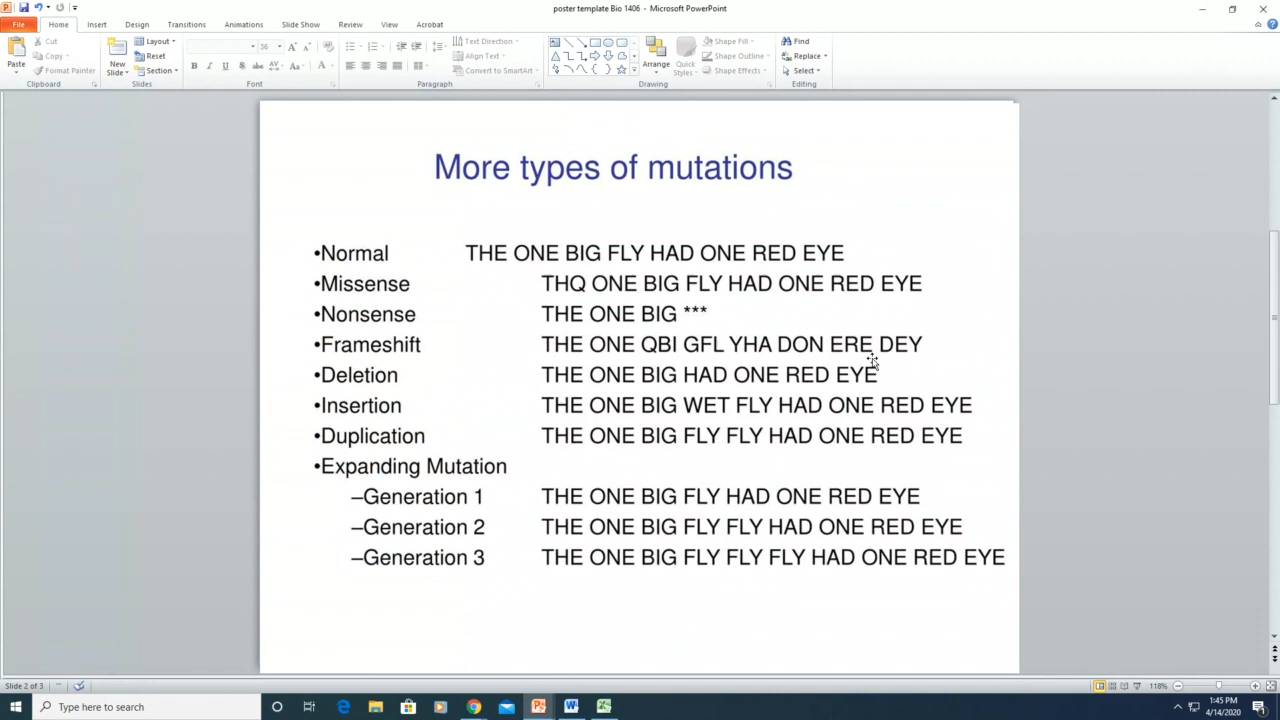 poster template Bio 1406 - Microsoft PowerPoint
File Home Insert Design Transitions Animations Slide Show Review View Acrobat
Paste Cut Copy Format Painter Clipboard
New Slide Layout Reset Section Slides
36 Font
Text Direction Align Text Convert to SmartArt Paragraph
Arrange Quick Styles Shape Fill Shape Outline Shape Effects Drawing
Find Replace Select Editing
More types of mutations
•Normal THE ONE BIG FLY HAD ONE RED EYE
•Missense THQ ONE BIG FLY HAD ONE RED EYE
•Nonsense THE ONE BIG ***
•Frameshift THE ONE QBI GFL YHA DON ERE DEY
•Deletion THE ONE BIG HAD ONE RED EYE
•Insertion THE ONE BIG WET FLY HAD ONE RED EYE
•Duplication THE ONE BIG FLY FLY HAD ONE RED EYE
•Expanding Mutation
–Generation 1 THE ONE BIG FLY HAD ONE RED EYE
–Generation 2 THE ONE BIG FLY FLY HAD ONE RED EYE
–Generation 3 THE ONE BIG FLY FLY FLY HAD ONE RED EYE
Slide 2 of 3 118%
Type here to search
1:45 PM
4/14/2020